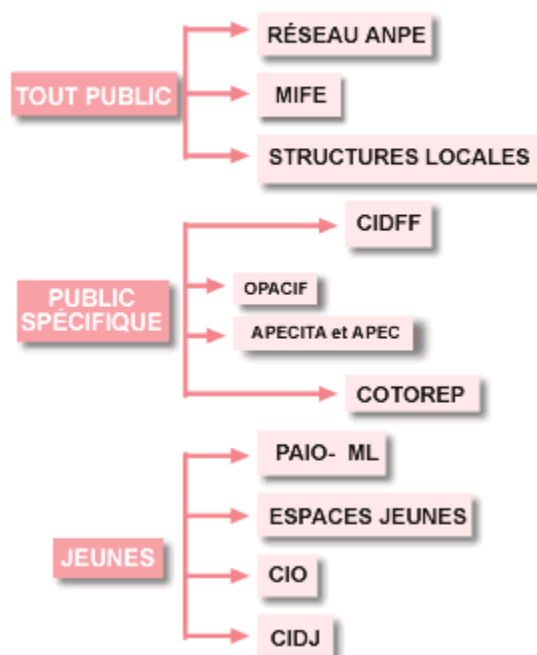 TOUT PUBLIC
RÉSEAU ANPE
MIFE
STRUCTURES LOCALES
PUBLIC
SPÉCIFIQUE
CIDFF
OPACIF
APECITA et APEC
COTOREP
JEUNES
PAIO- ML
ESPACES JEUNES
CIO
CIDJ